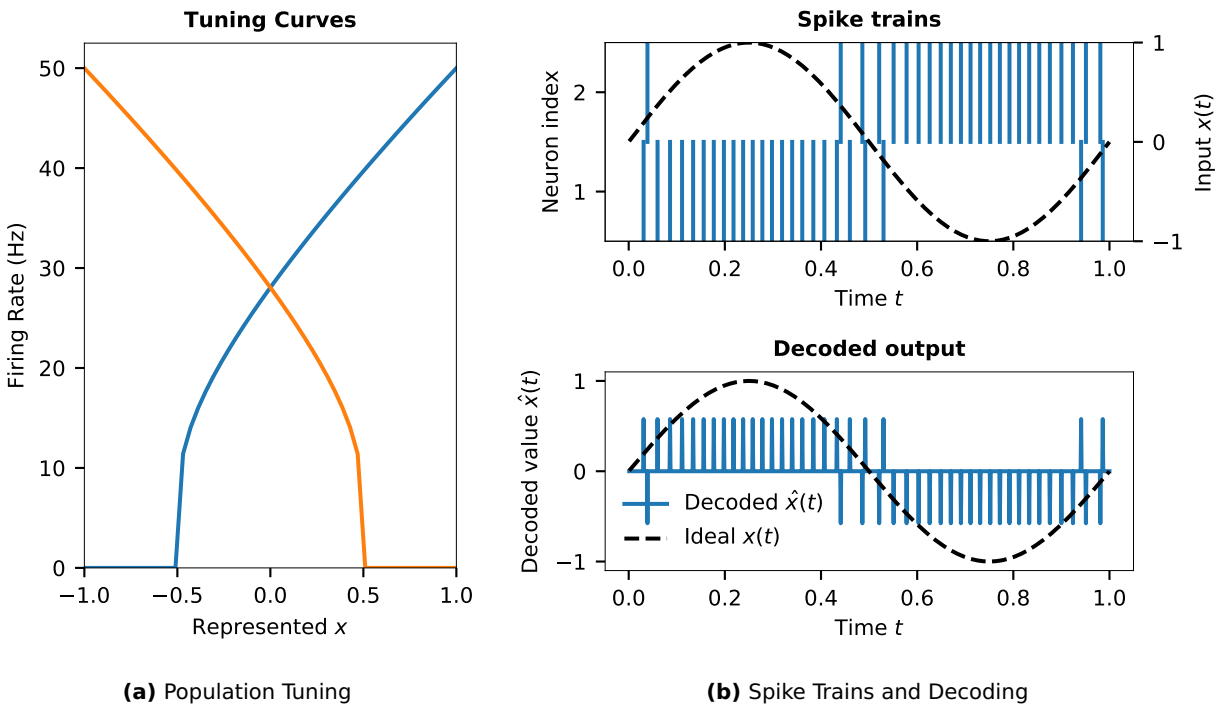 Tuning Curves
Firing Rate (Hz)
50
40
30
20
10
0
−1.0 −0.5 0.0 0.5 1.0
Represented x
(a) Population Tuning
Spike trains
Neuron index
2
1
1
0
−1
Input x(t)
0.0 0.2 0.4 0.6 0.8 1.0
Time t
Decoded output
Decoded value x̂(t)
1
0
−1
Decoded x̂(t)
Ideal x(t)
0.0 0.2 0.4 0.6 0.8 1.0
Time t
(b) Spike Trains and Decoding